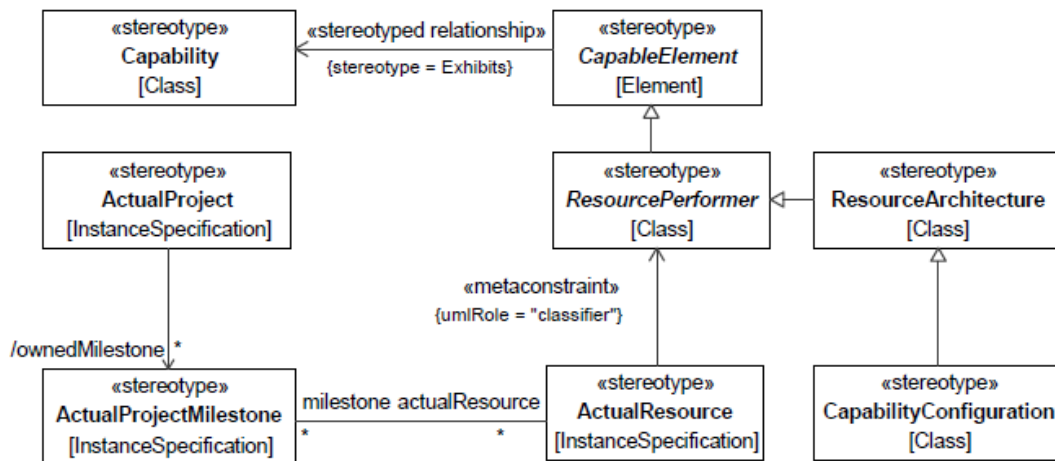 «stereotype»
Capability
[Class]
«stereotyped relationship»
{stereotype = Exhibits}
«stereotype»
CapableElement
[Element]
«stereotype»
ActualProject
[InstanceSpecification]
«stereotype»
ResourcePerformer
[Class]
«stereotype»
ResourceArchitecture
[Class]
«metaconstraint»
{umlRole = "classifier"}
/ownedMilestone *
«stereotype»
ActualProjectMilestone
[InstanceSpecification]
milestone actualResource
* *
«stereotype»
ActualResource
[InstanceSpecification]
«stereotype»
CapabilityConfiguration
[Class]